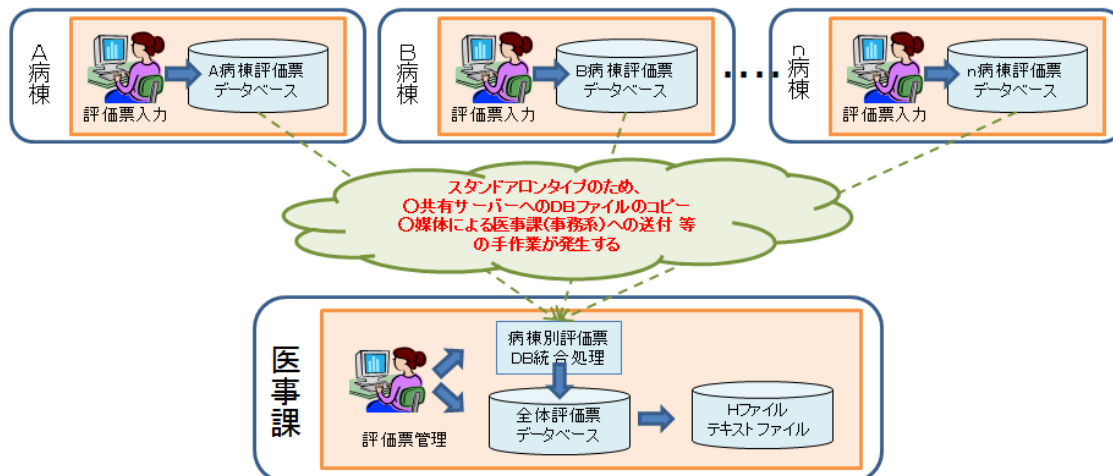 A病棟
A病棟評価票
データベース
評価票入力
B病棟
B病棟評価票
データベース
評価票入力
・・・・
n病棟
n病棟評価票
データベース
評価票入力
スタンドアロンタイプのため、
〇共有サーバーへのDBファイルのコピー
〇媒体による医事課(事務系)への送付 等
の手作業が発生する
医事課
病棟別評価票
DB統合処理
評価票管理
全体評価票
データベース
Hファイル
テキストファイル